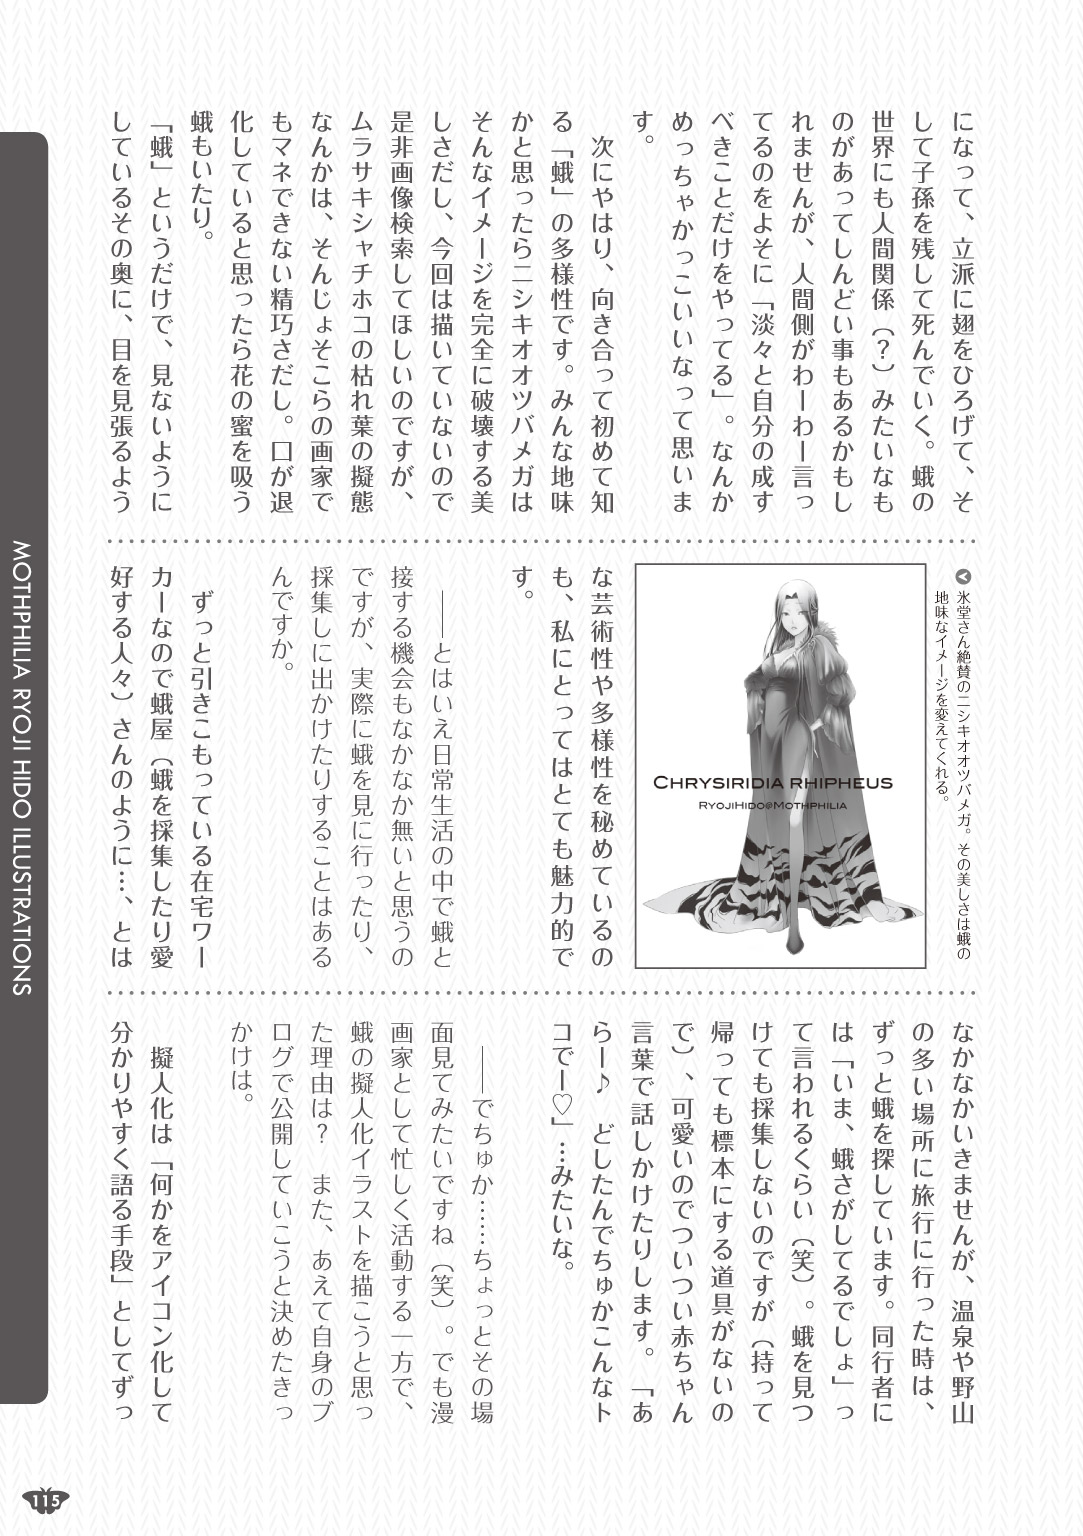 になって、立派に翅をひろげて、そ
して子孫を残して死んでいく。蛾の
世界にも人間関係（？）みたいなも
のがあってしんどい事もあるかもし
れませんが、人間側がわーわー言っ
てるのをよそに「淡々と自分の成す
べきことだけをやってる」。なんか
めっちゃかっこいいなって思いま
す。
　次にやはり、向き合って初めて知
る「蛾」の多様性です。みんな地味
かと思ったらニシキオオツバメガは
そんなイメージを完全に破壊する美
しさだし、今回は描いていないので
是非画像検索してほしいのですが、
ムラサキシャチホコの枯れ葉の擬態
なんかは、そんじょそこらの画家で
もマネできない精巧さだし。口が退
化していると思ったら花の蜜を吸う
蛾もいたり。
「蛾」というだけで、見ないように
しているその奥に、目を見張るよう
氷堂さん絶賛のニシキオオツバメガ。その美しさは蛾の
地味なイメージを変えてくれる。
CHRYSIRIDIA RHIPHEUS
RYOJIHIDO@MOTHPHILIA
な芸術性や多様性を秘めているの
も、私にとってはとても魅力的で
す。
　――とはいえ日常生活の中で蛾と
接する機会もなかなか無いと思うの
ですが、実際に蛾を見に行ったり、
採集しに出かけたりすることはある
んですか。
　ずっと引きこもっている在宅ワー
カーなので蛾屋（蛾を採集したり愛
好する人々）さんのように…、とは
なかなかいきませんが、温泉や野山
の多い場所に旅行に行った時は、
ずっと蛾を探しています。同行者に
は「いま、蛾さがしてるでしょ」っ
て言われるくらい（笑）。蛾を見つ
けても採集しないのですが（持って
帰っても標本にする道具がないの
で）、可愛いのでついつい赤ちゃん
言葉で話しかけたりします。「あ
らー♪　どしたんでちゅかこんなト
コでー♡」…みたいな。
　――でちゅか……ちょっとその場
面見てみたいですね（笑）。でも漫
画家として忙しく活動する一方で、
蛾の擬人化イラストを描こうと思っ
た理由は？　また、あえて自身のブ
ログで公開していこうと決めたきっ
かけは。
　擬人化は「何かをアイコン化して
分かりやすく語る手段」としてずっ
MOTHPHILIA RYOJI HIDO ILLUSTRATIONS
115